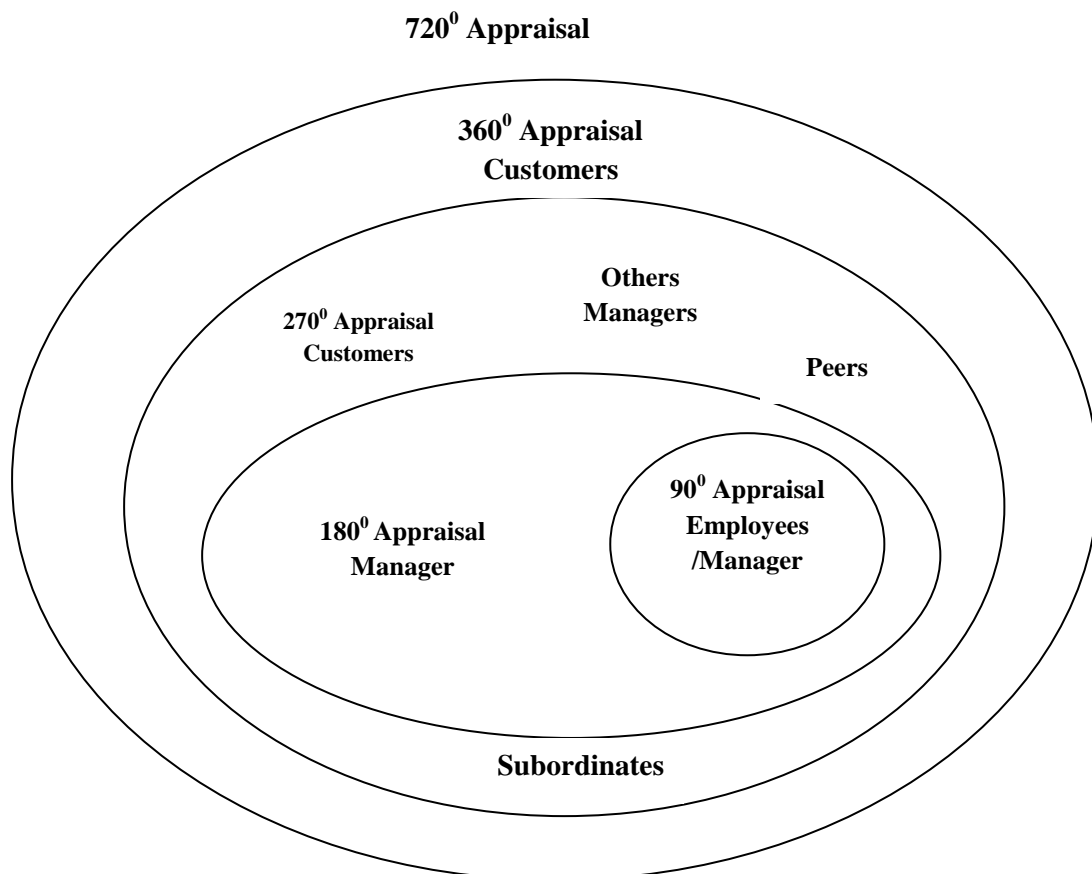 720⁰ Appraisal
360⁰ Appraisal
Customers
Others
Managers
270⁰ Appraisal
Customers
Peers
90⁰ Appraisal
Employees
/Manager
180⁰ Appraisal
Manager
Subordinates